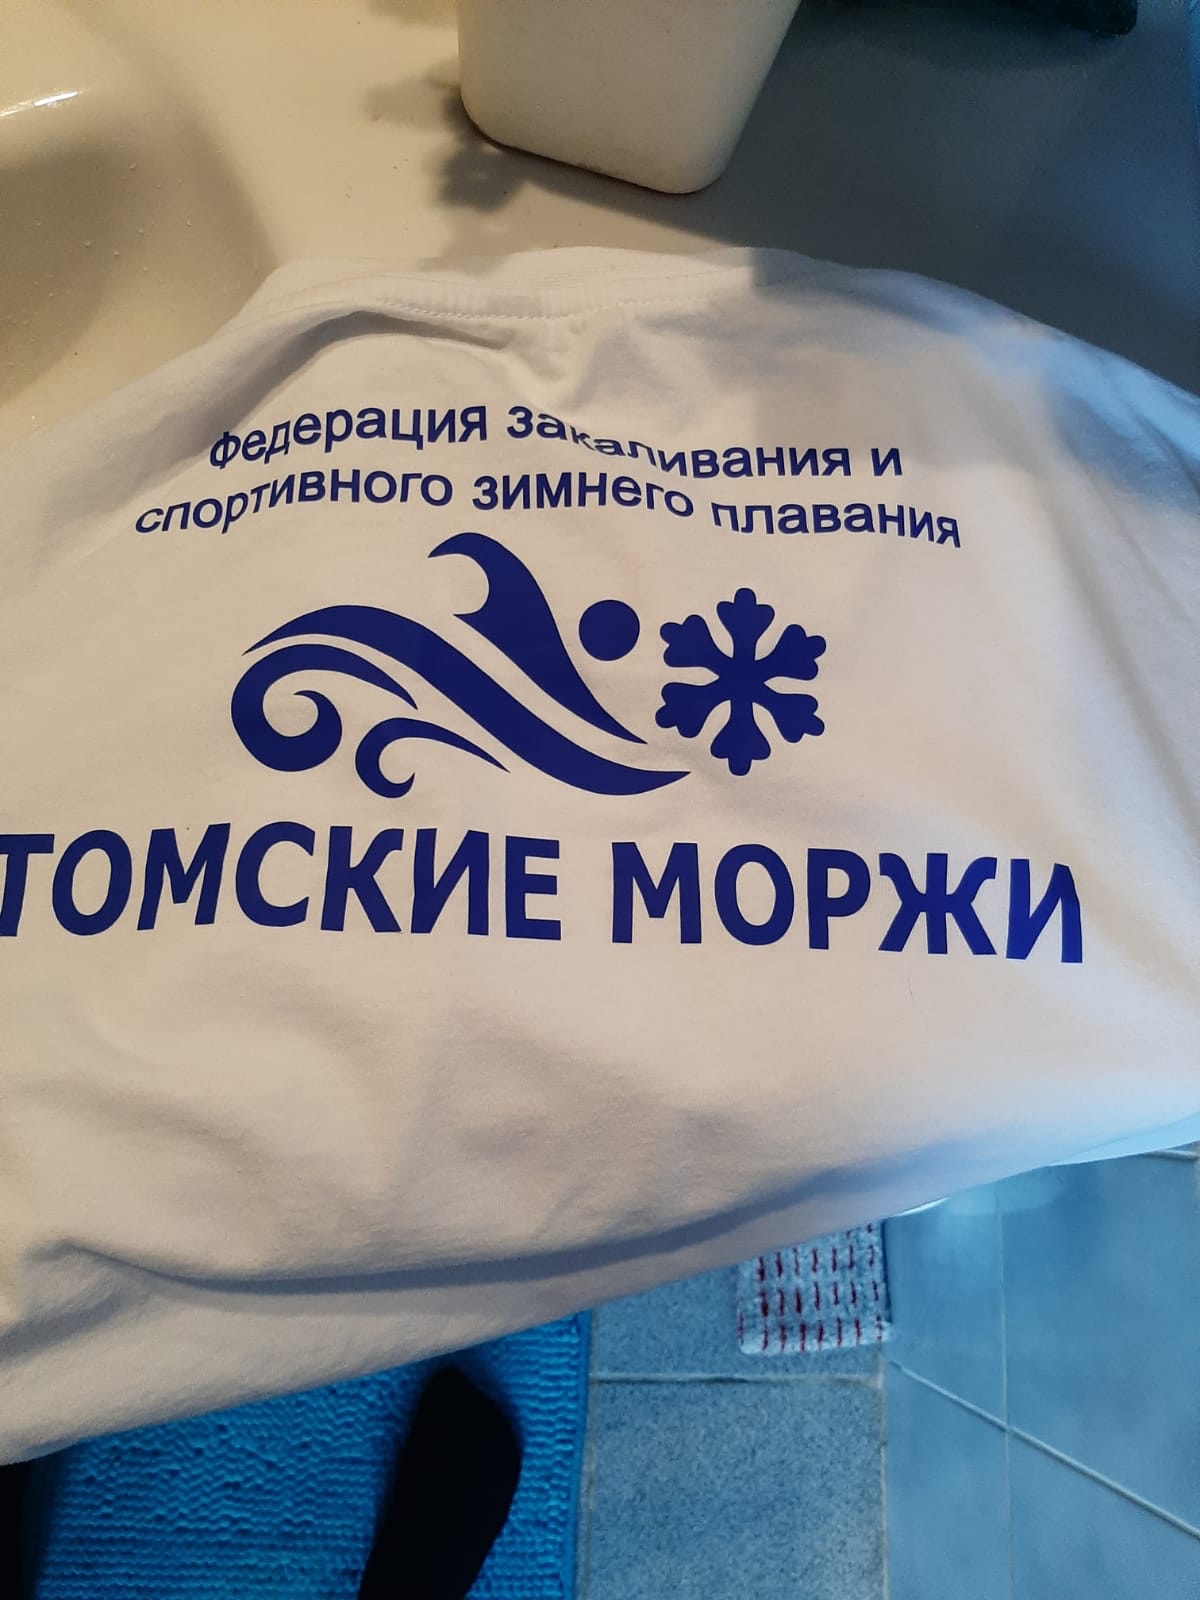 Федерация закаливания и
спортивного зимнего плавания
ТОМСКИЕ МОРЖИ